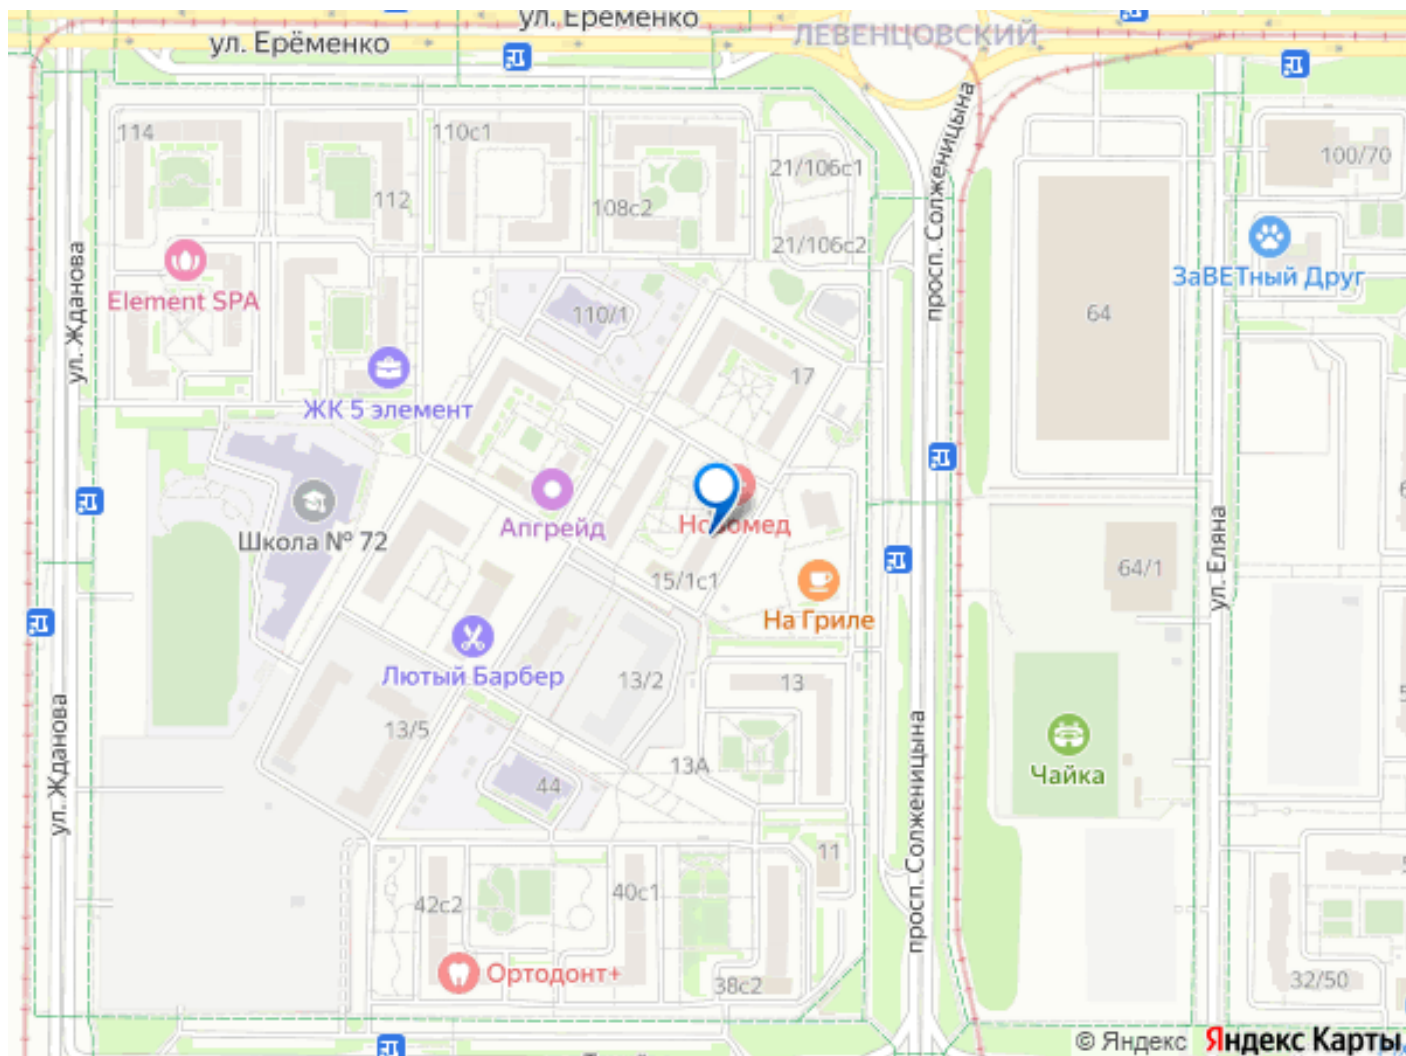 ул. Еременко
ул. Ерёменко
ЛЕВЕНЦОВСКИЙ
114
110с1
21/106с1
100/70
112
108с2
21/106с2
просп. Солженицына
ул. Жданова
ЗаВЕТный Друг
Element SPA
110/1
64
17
ЖК 5 элемент
Школа № 72
Апгрейд
Новомед
ул. Еляна
15/1с1
64/1
На Гриле
Лютый Барбер
13/2
13
13/5
13А
ул. Жданова
44
Чайка
просп. Солженицына
11
42с2
40с1
Ортодонт+
38с2
32/50
© Яндекс Яндекс Карты